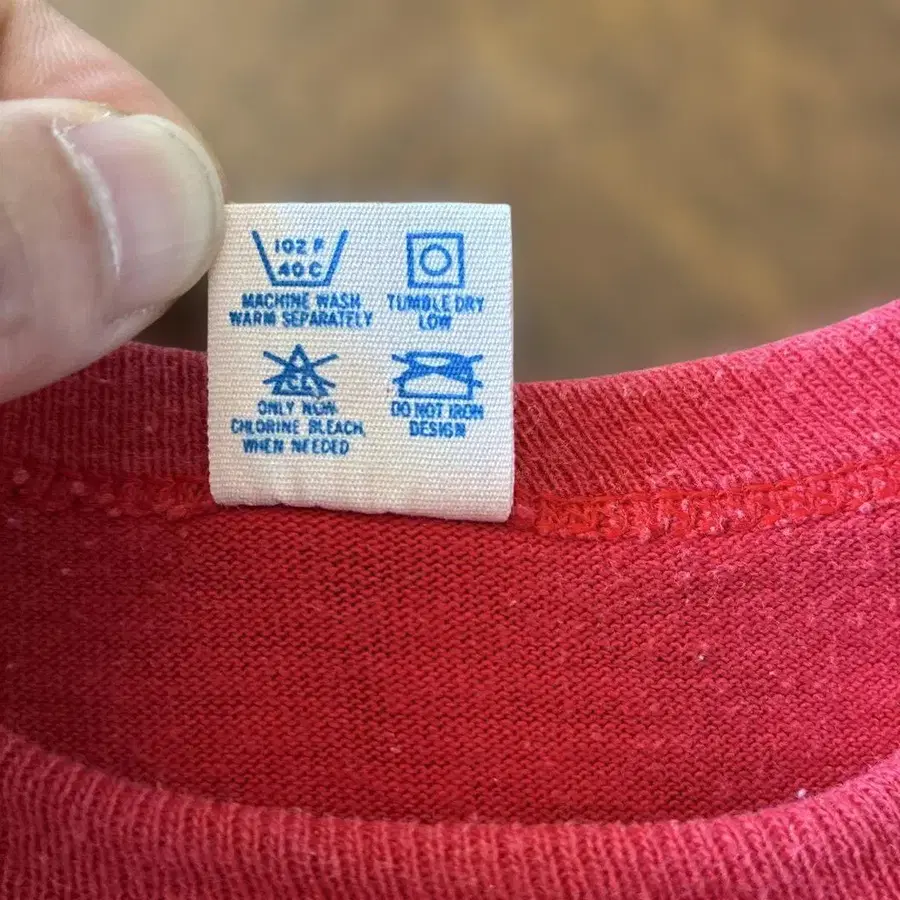 102 F
40 C
MACHINE WASH
WARM SEPARATELY
TUMBLE DRY
LOW
CL
ONLY NON
CHLORINE BLEACH
WHEN NEEDED
DO NOT IRON
DESIGN